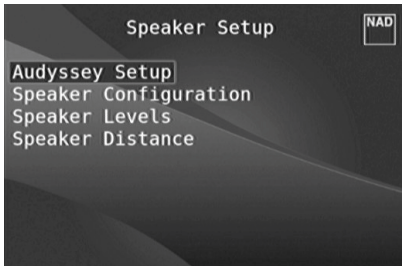 Speaker Setup
NAD
Audyssey Setup
Speaker Configuration
Speaker Levels
Speaker Distance